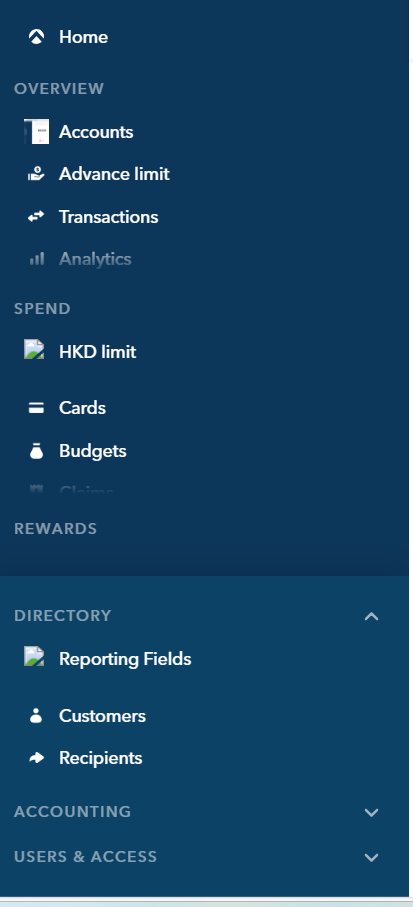 Home
OVERVIEW
Accounts
Advance limit
Transactions
Analytics
SPEND
HKD limit
Cards
Budgets
Claims
REWARDS
DIRECTORY
Reporting Fields
Customers
Recipients
ACCOUNTING
USERS & ACCESS